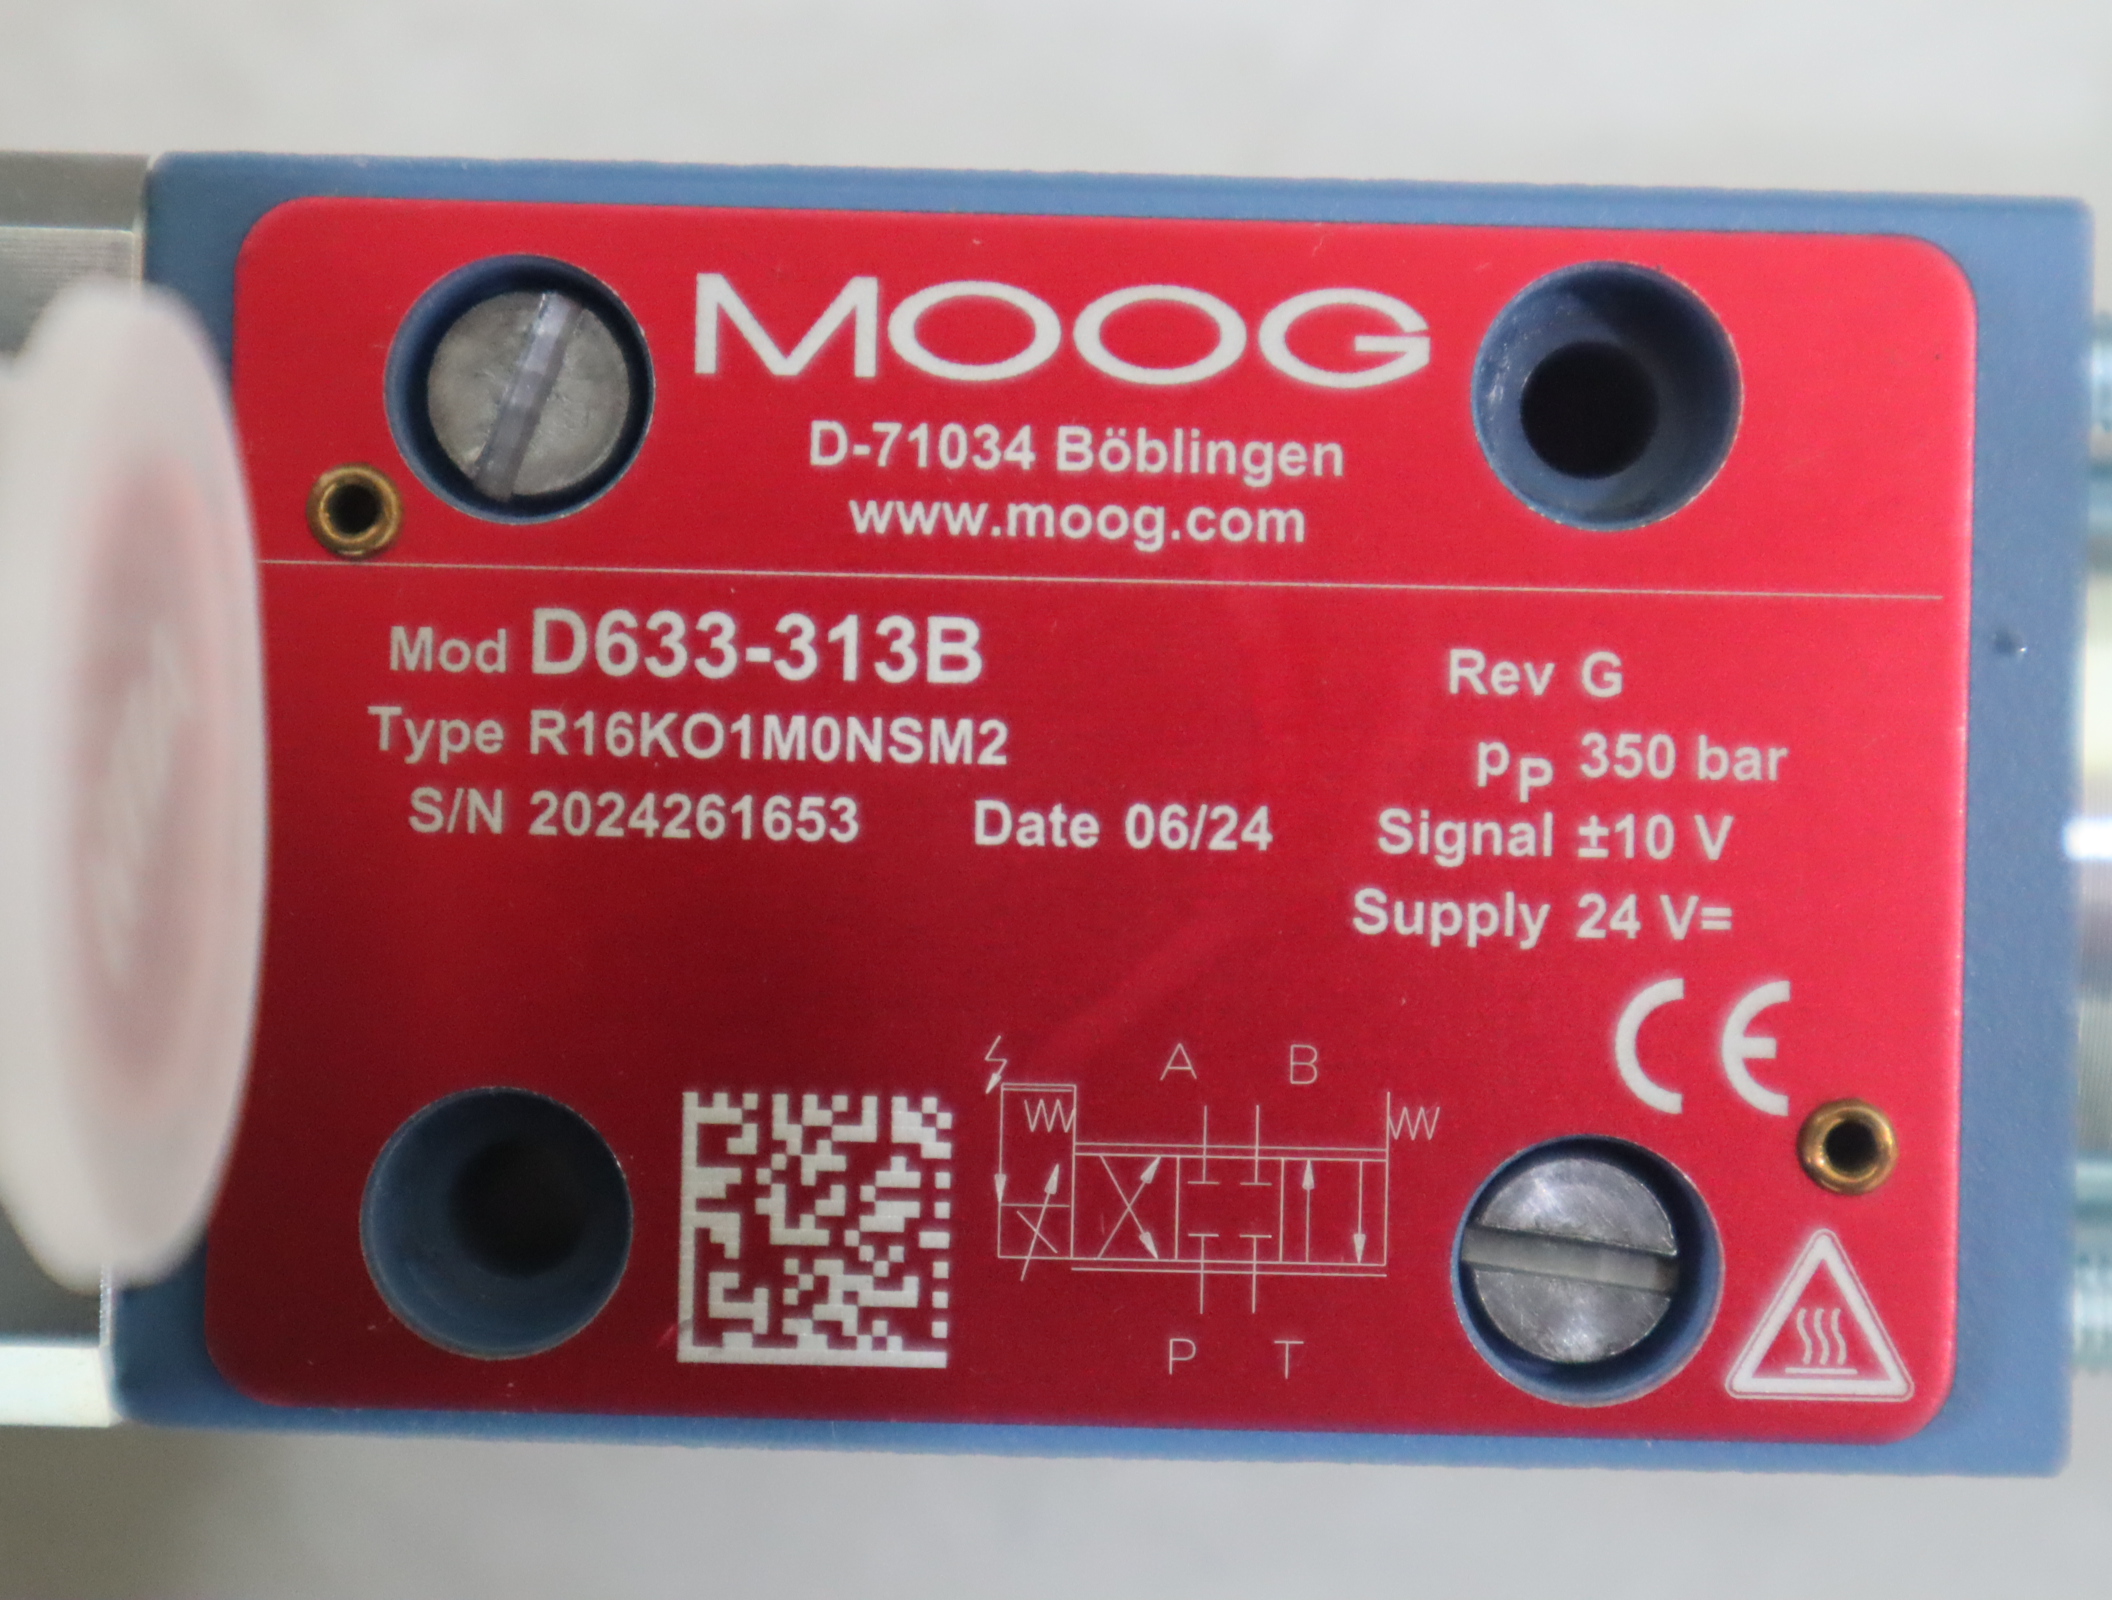 MOOG
D-71034 Böblingen
www.moog.com
Mod D633-313B
Rev G
Type R16KO1M0NSM2
pP 350 bar
S/N 2024261653 Date 06/24
Signal ±10 V
Supply 24 V=
CE
A B
P T